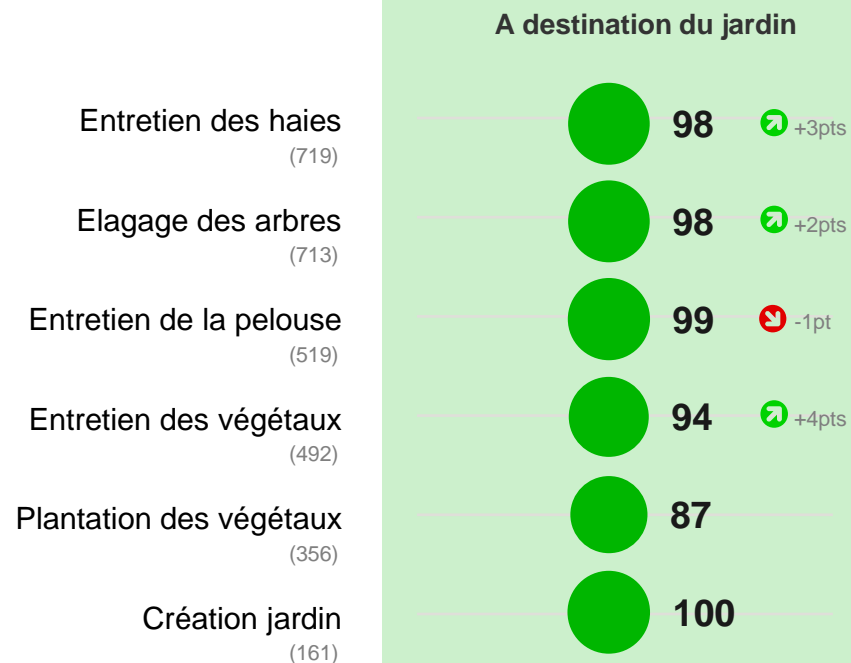 A destination du jardin
Entretien des haies
98
+3pts
(719)
Elagage des arbres
98
+2pts
(713)
Entretien de la pelouse
99
-1pt
(519)
Entretien des végétaux
94
+4pts
(492)
Plantation des végétaux
87
(356)
Création jardin
100
(161)